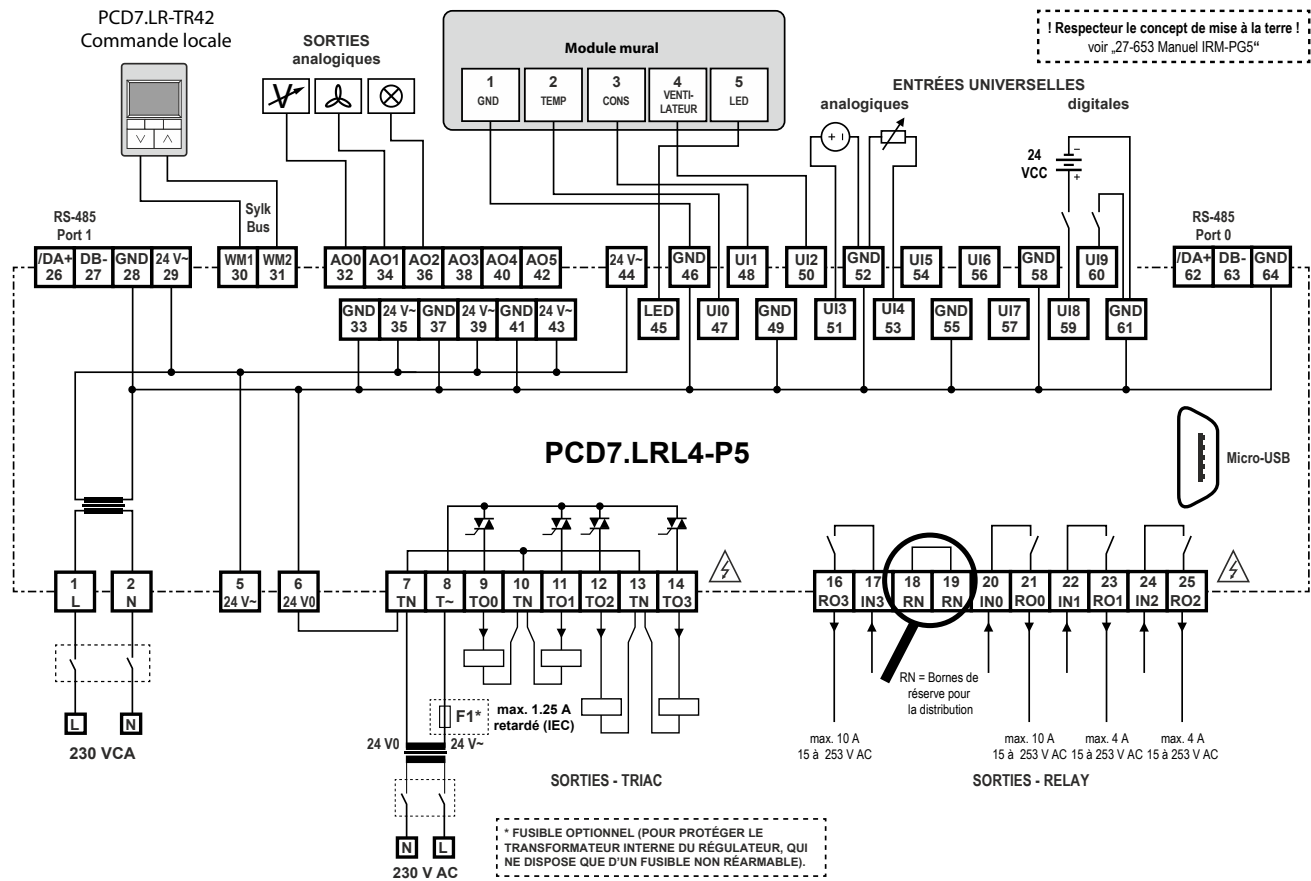 PCD7.LR-TR42
Commande locale
SORTIES
analogiques
Module mural
1
GND
2
TEMP
3
CONS
4
VENTI-
LATEUR
5
LED
! Respecteur le concept de mise à la terre !
voir „27-653 Manuel IRM-PG5“
ENTRÉES UNIVERSELLES
analogiques
digitales
24
VCC
RS-485
Port 1
Sylk
Bus
RS-485
Port 0
/DA+
26
DB-
27
GND
28
24 V~
29
WM1
30
WM2
31
AO0
32
AO1
34
AO2
36
AO3
38
AO4
40
AO5
42
24 V~
44
GND
46
UI1
48
UI2
50
GND
52
UI5
54
UI6
56
GND
58
UI9
60
/DA+
62
DB-
63
GND
64
GND
33
24 V~
35
GND
37
24 V~
39
GND
41
24 V~
43
LED
45
UI0
47
GND
49
UI3
51
UI4
53
GND
55
UI7
57
UI8
59
GND
61
PCD7.LRL4-P5
Micro-USB
1
L
2
N
5
24 V~
6
24 V0
7
TN
8
T~
9
TO0
10
TN
11
TO1
12
TO2
13
TN
14
TO3
16
RO3
17
IN3
18
RN
19
RN
20
IN0
21
RO0
22
IN1
23
RO1
24
IN2
25
RO2
L
N
230 VCA
F1*
max. 1.25 A
retardé (IEC)
24 V0
24 V~
N
L
230 V AC
SORTIES - TRIAC
RN = Bornes de
réserve pour
la distribution
max. 10 A
15 à 253 V AC
max. 10 A
15 à 253 V AC
max. 4 A
15 à 253 V AC
max. 4 A
15 à 253 V AC
SORTIES - RELAY
* FUSIBLE OPTIONNEL (POUR PROTÉGER LE
TRANSFORMATEUR INTERNE DU RÉGULATEUR, QUI
NE DISPOSE QUE D'UN FUSIBLE NON RÉARMABLE).